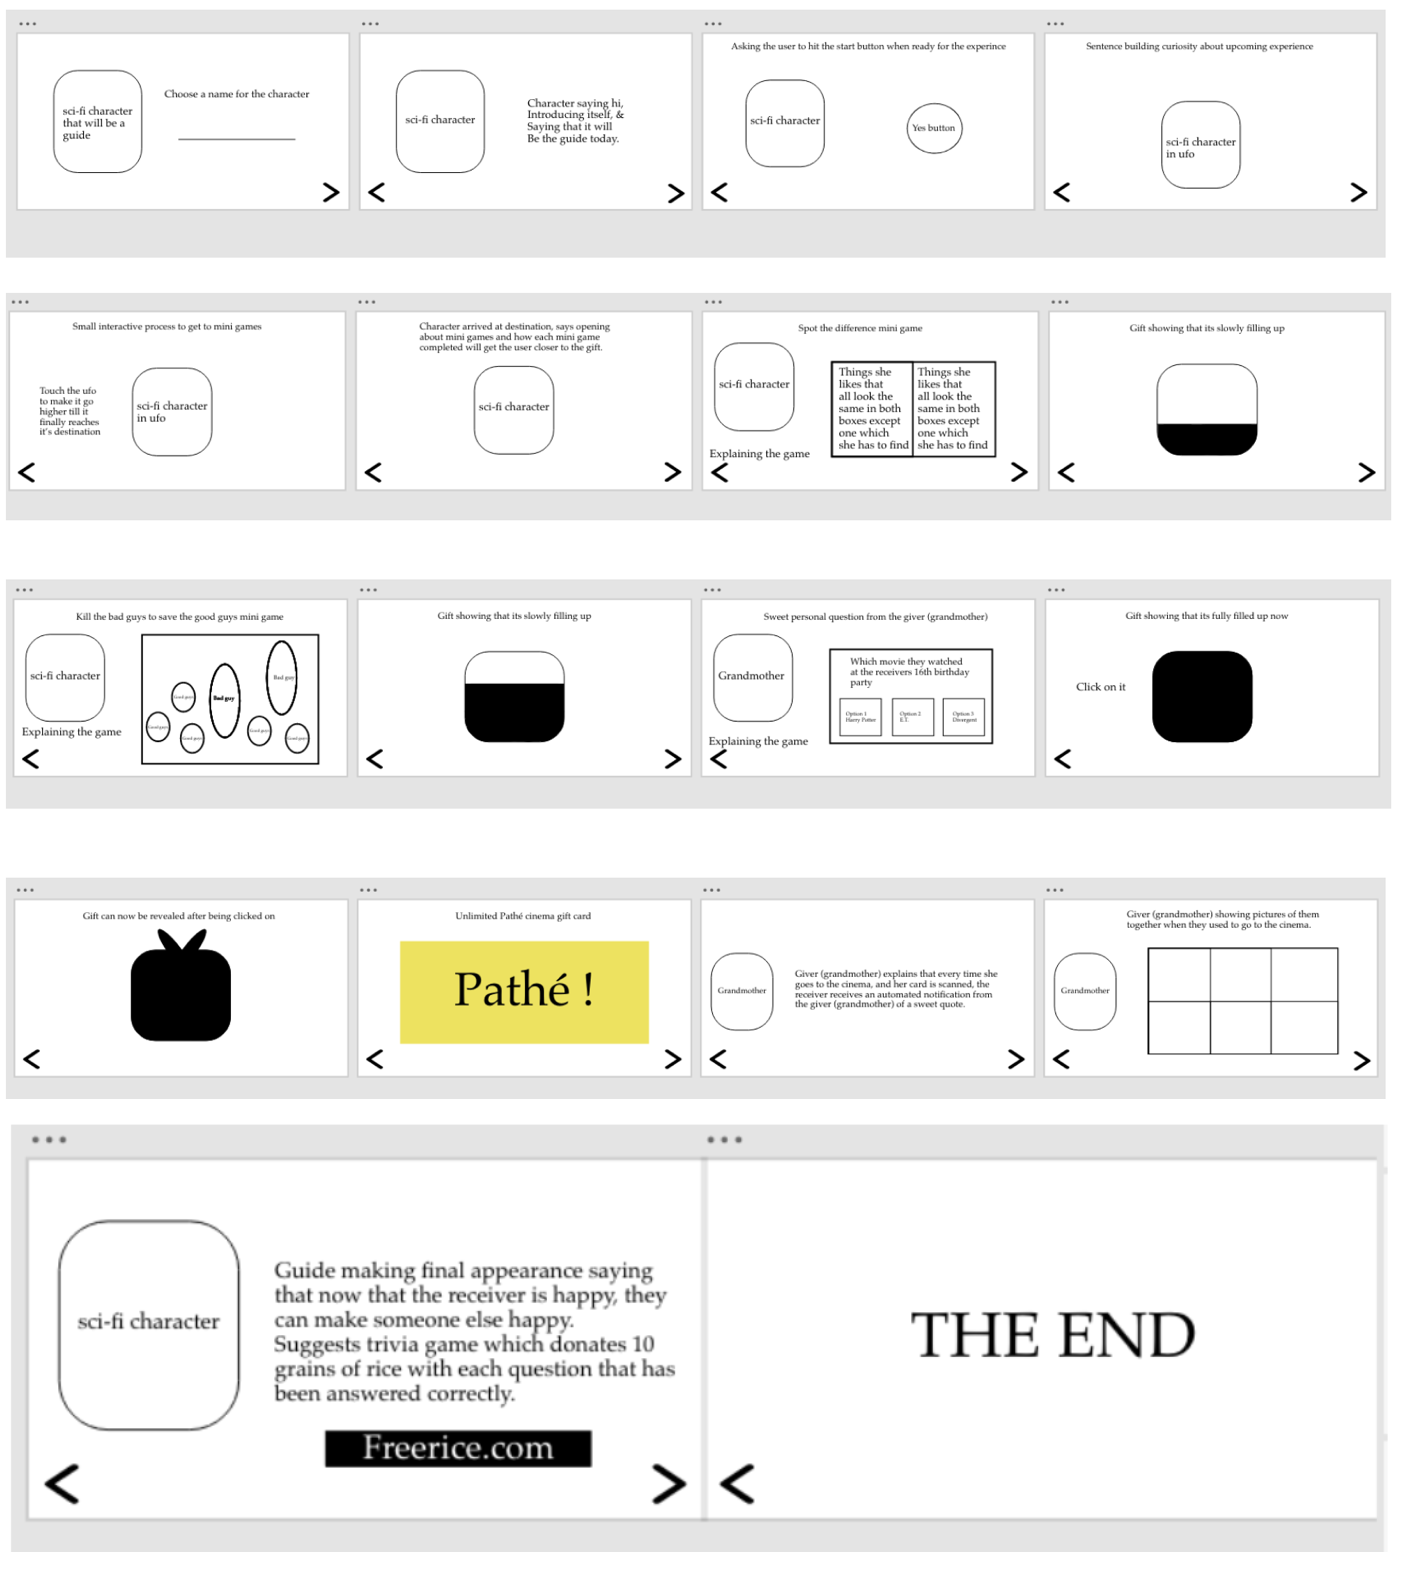 Choose a name for the character
sci-fi character
that will be a
guide
sci-fi character
Character saying hi,
Introducing itself, &
Saying that it will
Be the guide today.
Asking the user to hit the start button when ready for the experince
sci-fi character
Yes button
Sentence building curiosity about upcoming experience
sci-fi character
in ufo
Small interactive process to get to mini games
Touch the ufo
to make it go
higher till it
finally reaches
it's destination
sci-fi character
in ufo
Character arrived at destination, says opening
about mini games and how each mini game
completed will get the user closer to the gift.
sci-fi character
Spot the difference mini game
sci-fi character
Explaining the game
Things she
likes that
all look the
same in both
boxes except
one which
she has to find
Things she
likes that
all look the
same in both
boxes except
one which
she has to find
Gift showing that its slowly filling up
Kill the bad guys to save the good guys mini game
sci-fi character
Explaining the game
Bad guy
Bad guy
Good guys
Good guys
Good guys
Good guys
Good guys
Gift showing that its slowly filling up
Sweet personal question from the giver (grandmother)
Grandmother
Explaining the game
Which movie they watched
at the receivers 16th birthday
party
Option 1
Harry Potter
Option 2
E.T.
Option 3
Divergent
Gift showing that its fully filled up now
Click on it
Gift can now be revealed after being clicked on
Unlimited Pathé cinema gift card
Pathé !
Grandmother
Giver (grandmother) explains that every time she
goes to the cinema, and her card is scanned, the
receiver receives an automated notification from
the giver (grandmother) of a sweet quote.
Giver (grandmother) showing pictures of them
together when they used to go to the cinema.
Grandmother
sci-fi character
Guide making final appearance saying
that now that the receiver is happy, they
can make someone else happy.
Suggests trivia game which donates 10
grains of rice with each question that has
been answered correctly.
Freerice.com
THE END